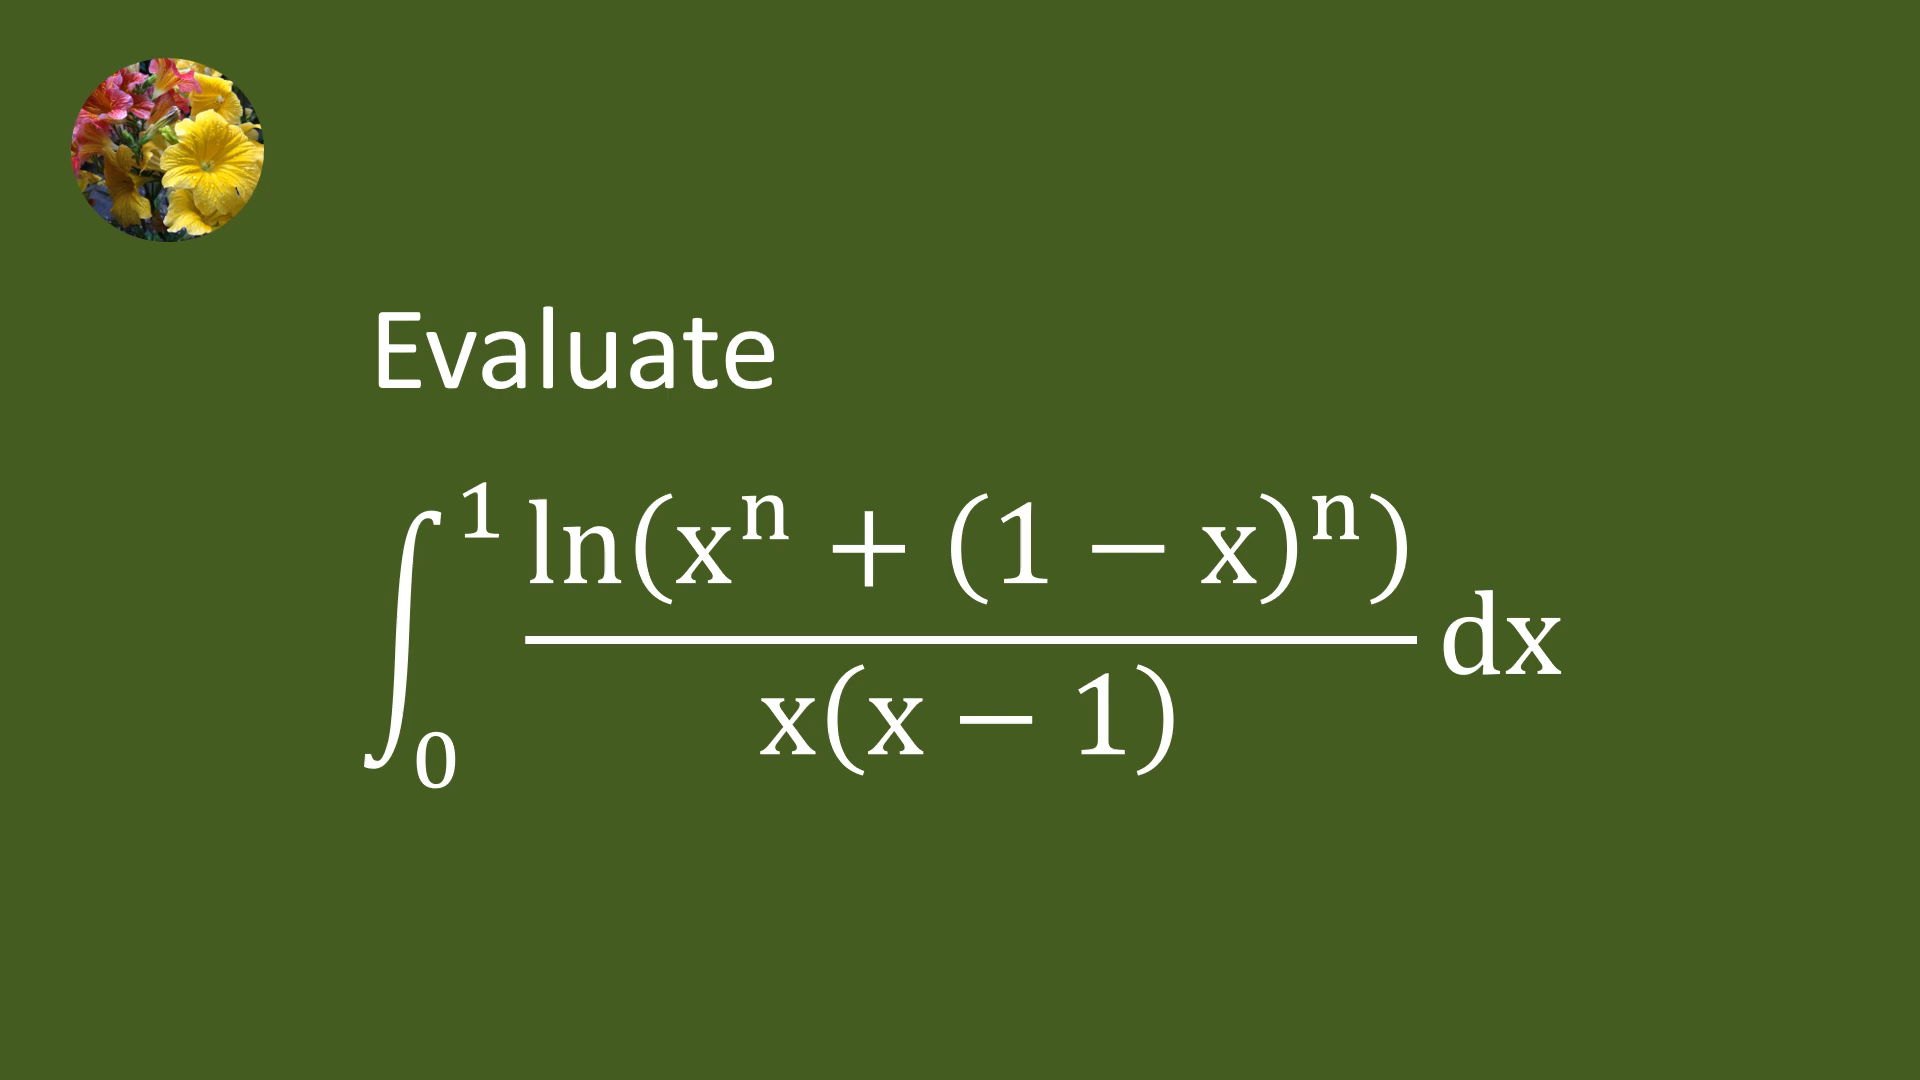 Evaluate
∫₀¹ ln(xⁿ + (1 − x)ⁿ) / x(x − 1) dx